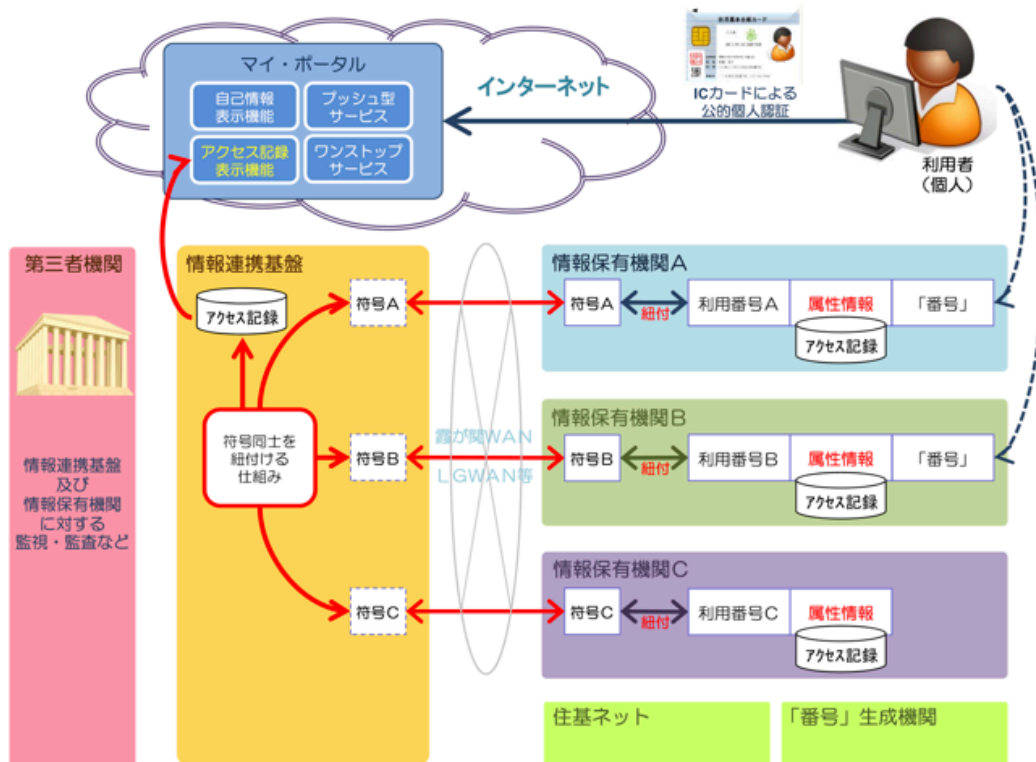 マイ・ポータル
自己情報
表示機能
プッシュ型
サービス
アクセス記録
表示機能
ワンストップ
サービス
インターネット
ICカードによる
公的個人認証
利用者
（個人）
第三者機関
情報連携基盤
及び
情報保有機関
に対する
監視・監査など
情報連携基盤
アクセス記録
符号同士を
紐付ける
仕組み
符号A
符号B
符号C
霞が関WAN
LGWAN等
情報保有機関A
符号A
紐付
利用番号A
属性情報
「番号」
アクセス記録
情報保有機関B
符号B
紐付
利用番号B
属性情報
「番号」
アクセス記録
情報保有機関C
符号C
紐付
利用番号C
属性情報
アクセス記録
住基ネット
「番号」生成機関